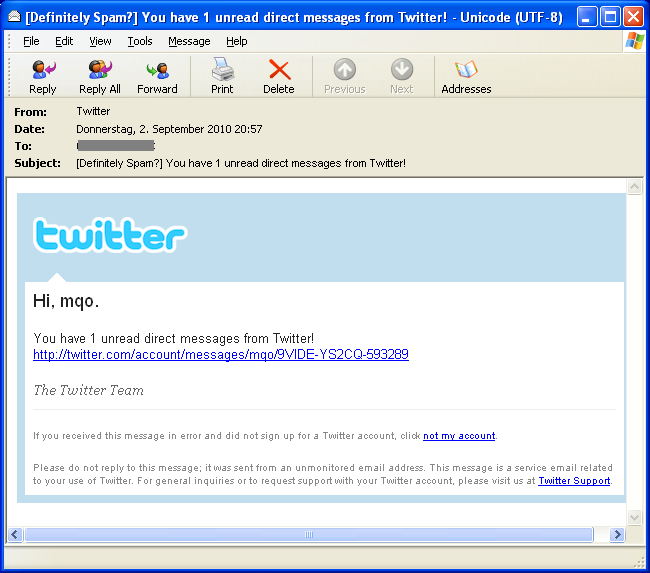 [Definitely Spam?] You have 1 unread direct messages from Twitter! - Unicode (UTF-8)
File Edit View Tools Message Help
Reply Reply All Forward Print Delete Previous Next Addresses
From: Twitter
Date: Donnerstag, 2. September 2010 20:57
To:
Subject: [Definitely Spam?] You have 1 unread direct messages from Twitter!
twitter
Hi, mqo.
You have 1 unread direct messages from Twitter!
http://twitter.com/account/messages/mqo/9VIDE-YS2CQ-593289
The Twitter Team
If you received this message in error and did not sign up for a Twitter account, click not my account.
Please do not reply to this message; it was sent from an unmonitored email address. This message is a service email related
to your use of Twitter. For general inquiries or to request support with your Twitter account, please visit us at Twitter Support.